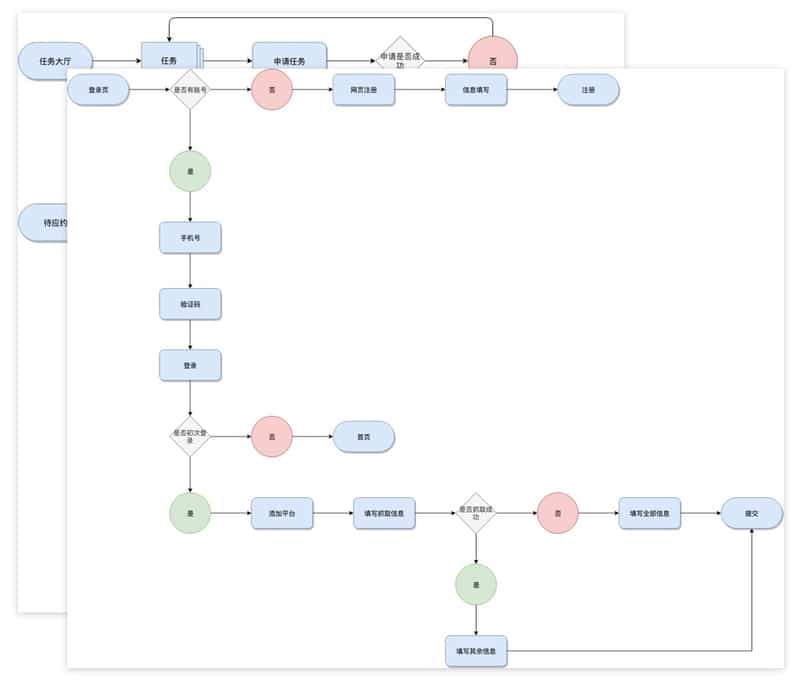 任务大厅
任务
申请任务
申请是否成
功
否
登录页
是否有账号
否
网页注册
信息填写
注册
是
待应约
手机号
验证码
登录
是否初次登
录
否
首页
是
添加平台
填写抓取信息
是否抓取成
功
否
填写全部信息
提交
是
填写其余信息